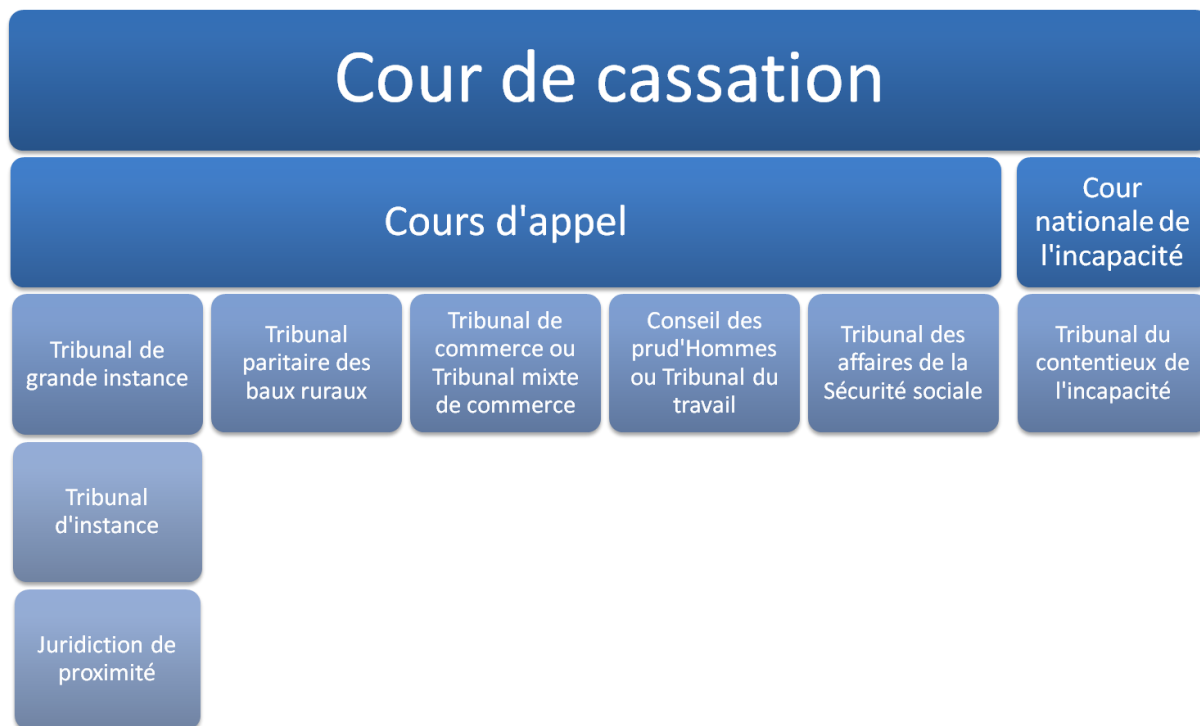 Cour de cassation
Cours d'appel
Cour
nationale de
l'incapacité
Tribunal de
grande instance
Tribunal
paritaire des
baux ruraux
Tribunal de
commerce ou
Tribunal mixte
de commerce
Conseil des
prud'Hommes
ou Tribunal du
travail
Tribunal des
affaires de la
Sécurité sociale
Tribunal du
contentieux de
l'incapacité
Tribunal
d'instance
Juridiction de
proximité